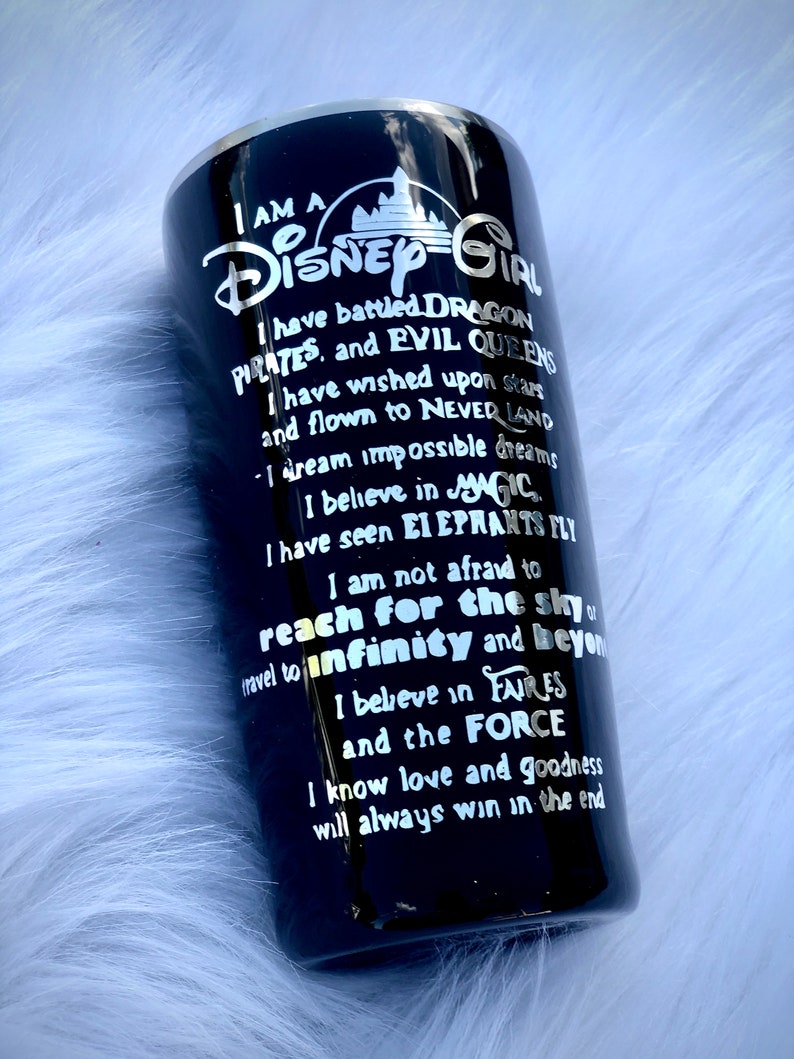 I AM A
DISNEY GIRL
I have battled DRAGON
PIRATES, and EVIL QUEENS
I have wished upon stars
and flown to NEVER LAND
I dream impossible dreams
I believe in MAGIC,
I have seen ELEPHANTS FLY
I am not afraid to
reach for the sky or
travel to infinity and beyond
I believe in FAIRES
and the FORCE
I know love and goodness
will always win in the end